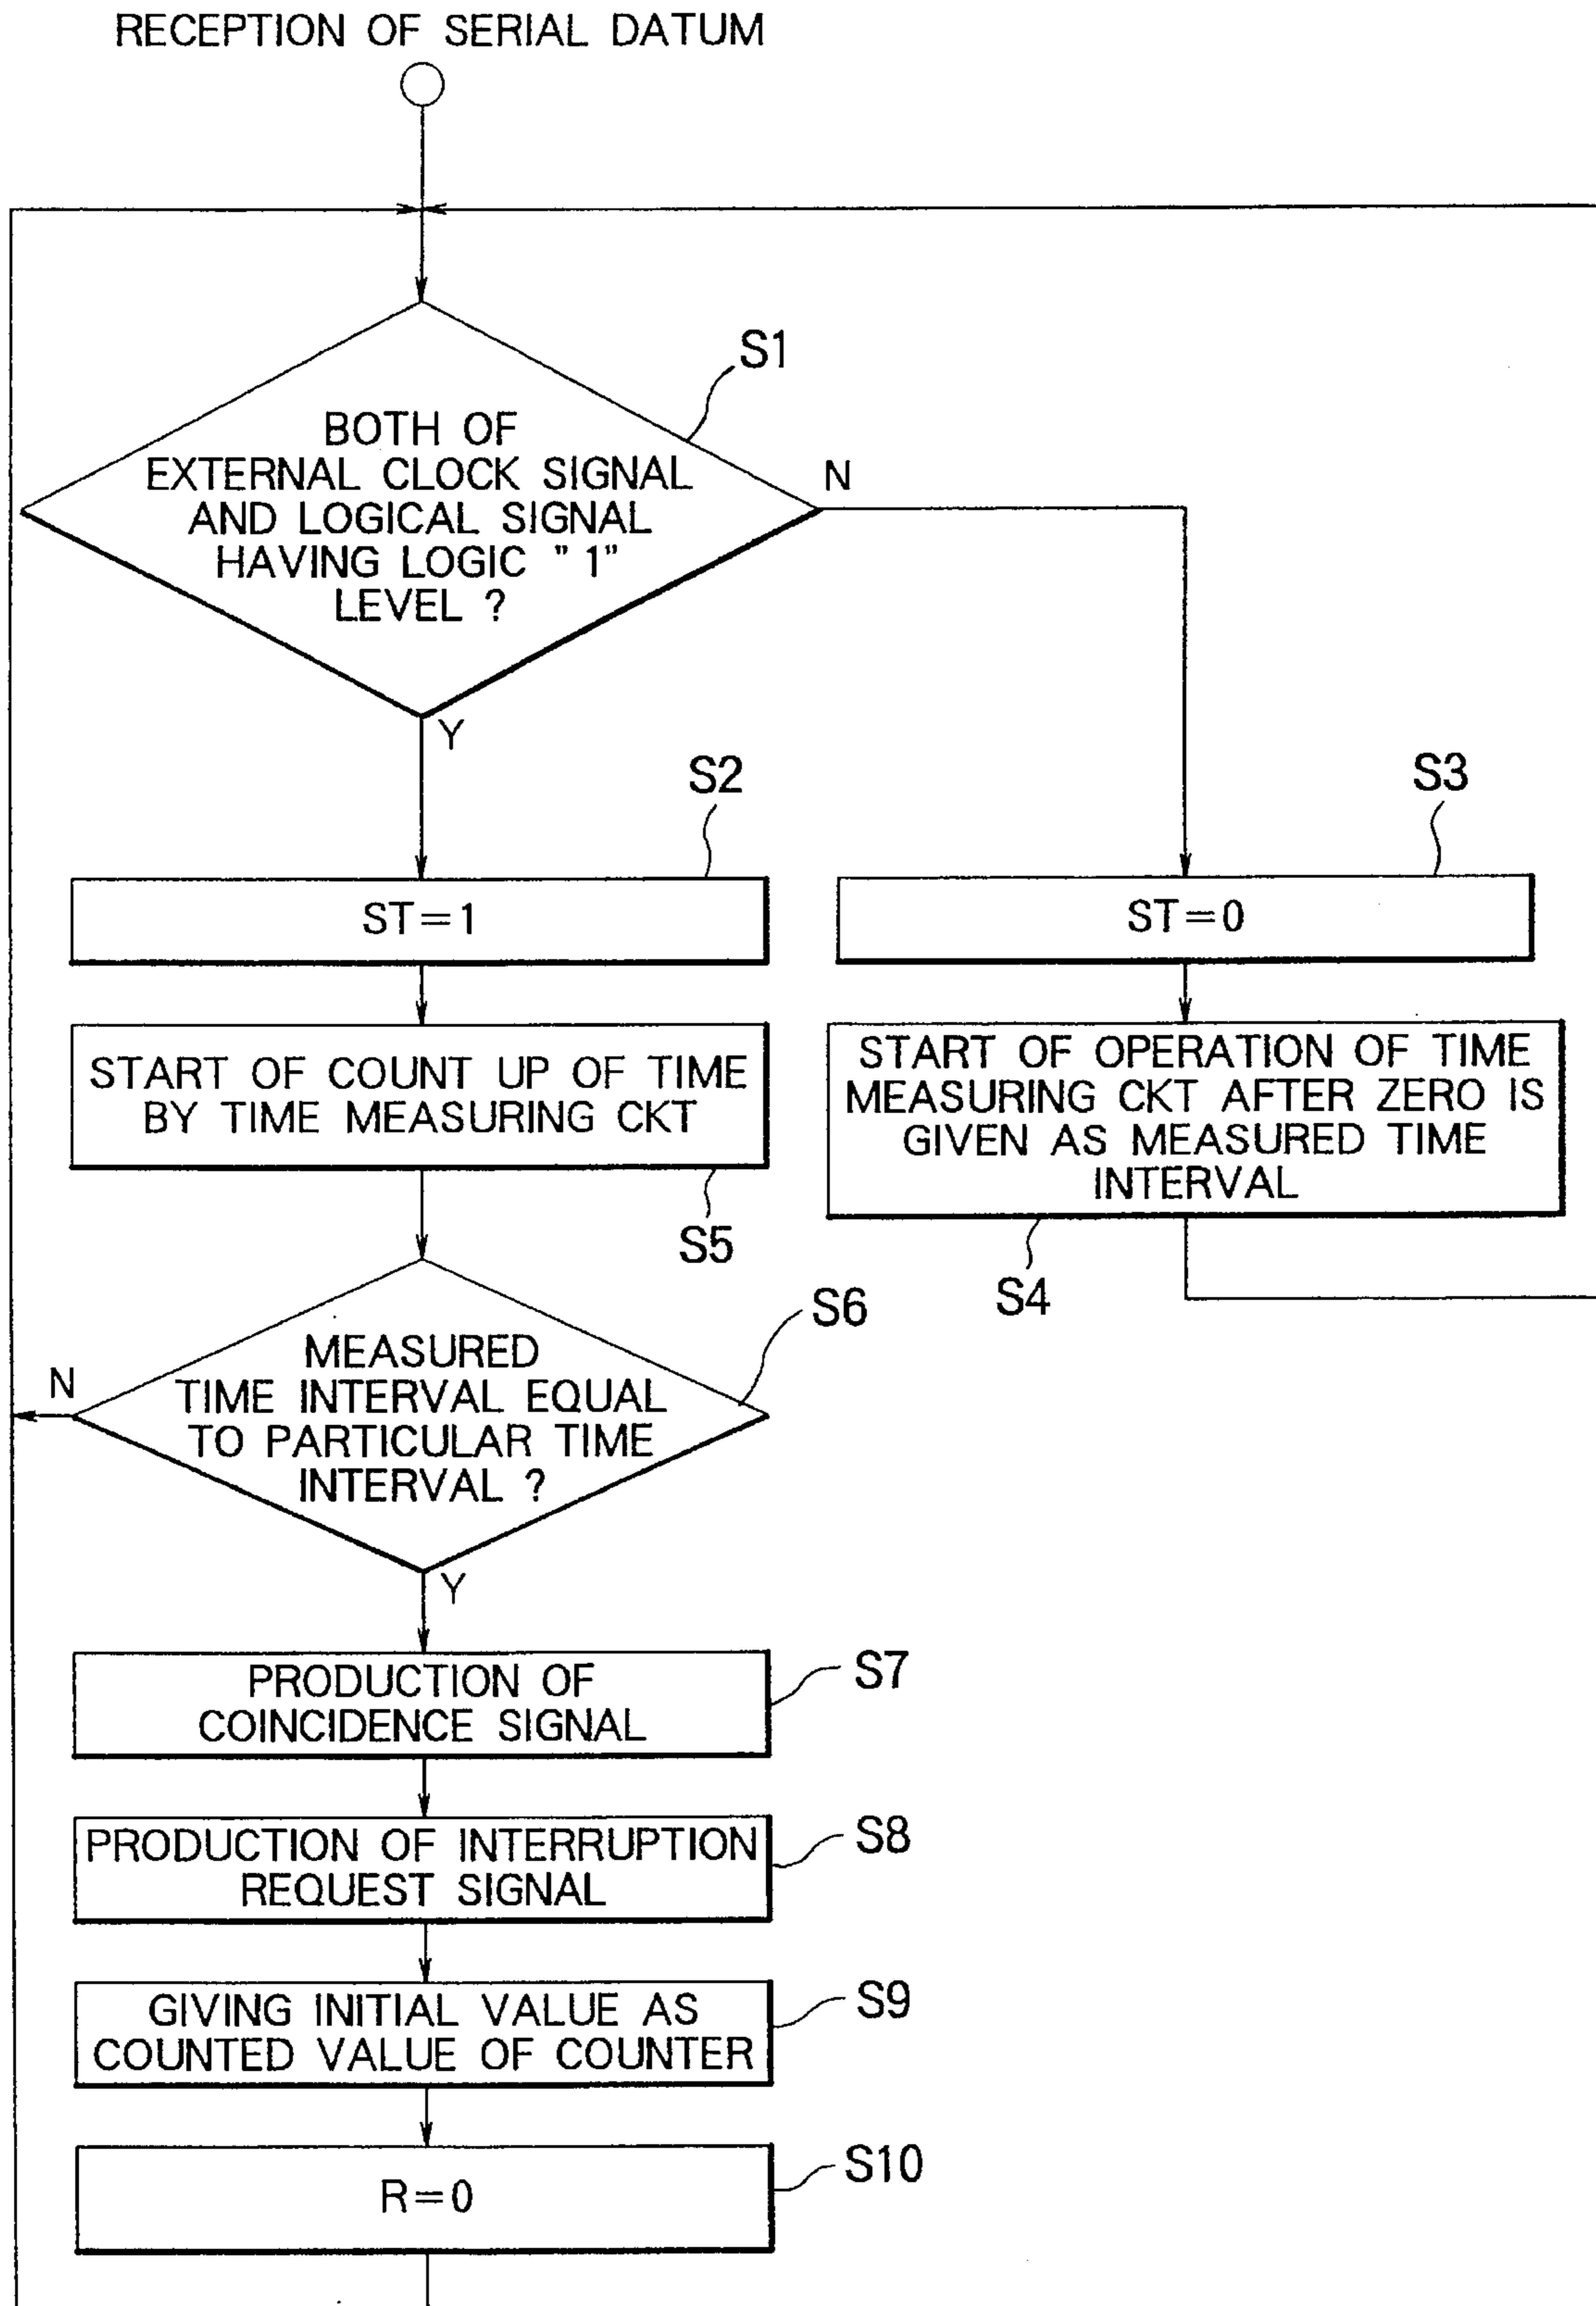 RECEPTION OF SERIAL DATUM
S1
BOTH OF
EXTERNAL CLOCK SIGNAL
AND LOGICAL SIGNAL
HAVING LOGIC "1"
LEVEL ?
N
Y
S2
ST=1
S3
ST=0
START OF COUNT UP OF TIME
BY TIME MEASURING CKT
S5
START OF OPERATION OF TIME
MEASURING CKT AFTER ZERO IS
GIVEN AS MEASURED TIME
INTERVAL
S4
S6
MEASURED
TIME INTERVAL EQUAL
TO PARTICULAR TIME
INTERVAL ?
N
Y
S7
PRODUCTION OF
COINCIDENCE SIGNAL
S8
PRODUCTION OF INTERRUPTION
REQUEST SIGNAL
S9
GIVING INITIAL VALUE AS
COUNTED VALUE OF COUNTER
S10
R=0